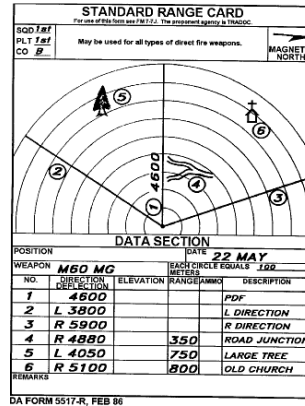 STANDARD RANGE CARD
For use of this form see FM 7-7J. The proponent agency is TRADOC.
SQD 1st
PLT 1st
CO B
May be used for all types of direct fire weapons.
MAGNETIC
NORTH
5
6
2
4600
4
3
1
DATA SECTION
POSITION
DATE 22 MAY
WEAPON M60 MG
EACH CIRCLE EQUALS 100 METERS
NO. DIRECTION DEFLECTION ELEVATION RANGE AMMO DESCRIPTION
1 4600 PDF
2 L 3800 L DIRECTION
3 R 5900 R DIRECTION
4 R 4880 350 ROAD JUNCTION
5 L 4050 750 LARGE TREE
6 R 5100 800 OLD CHURCH
REMARKS
DA FORM 5517-R, FEB 86